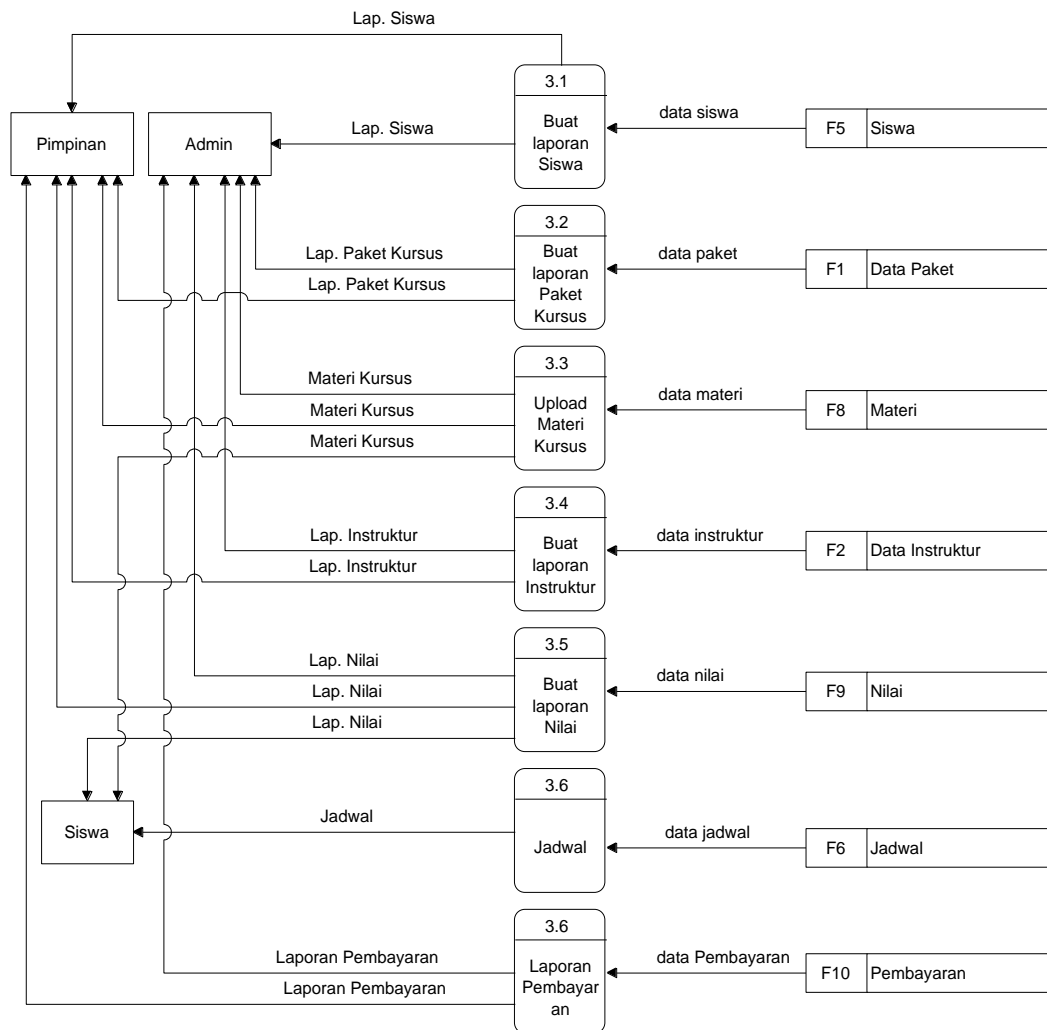 Lap. Siswa
3.1
Buat
laporan
Siswa
data siswa
F5 Siswa
Pimpinan
Admin
Lap. Siswa
3.2
Buat
laporan
Paket
Kursus
Lap. Paket Kursus
Lap. Paket Kursus
data paket
F1 Data Paket
3.3
Upload
Materi
Kursus
Materi Kursus
Materi Kursus
Materi Kursus
data materi
F8 Materi
3.4
Buat
laporan
Instruktur
Lap. Instruktur
Lap. Instruktur
data instruktur
F2 Data Instruktur
3.5
Buat
laporan
Nilai
Lap. Nilai
Lap. Nilai
Lap. Nilai
data nilai
F9 Nilai
3.6
Jadwal
Siswa
Jadwal
data jadwal
F6 Jadwal
3.6
Laporan
Pembayar
an
Laporan Pembayaran
Laporan Pembayaran
data Pembayaran
F10 Pembayaran